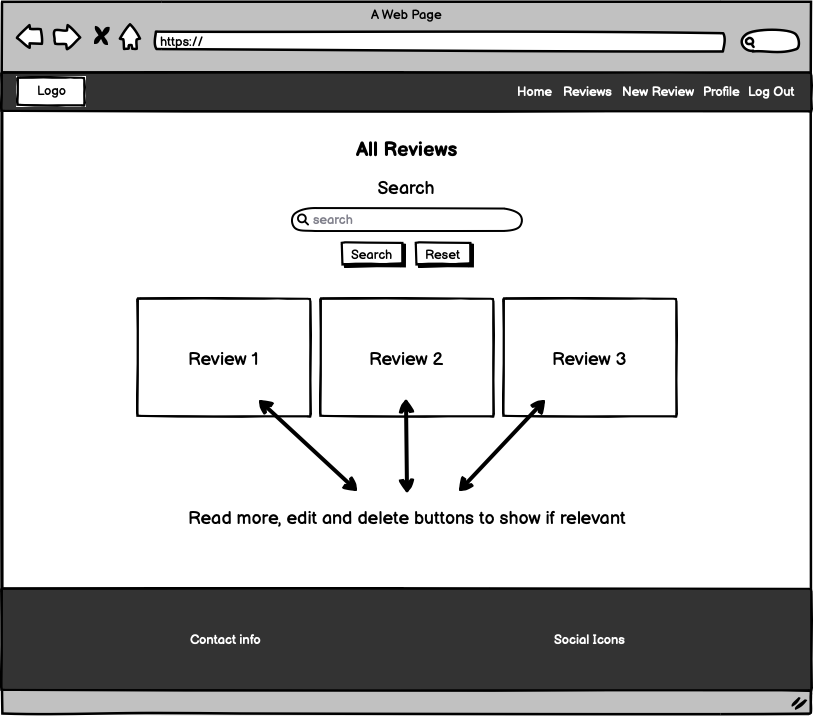 A Web Page
https://
Logo
Home Reviews New Review Profile Log Out
All Reviews
Search
search
Search Reset
Review 1 Review 2 Review 3
Read more, edit and delete buttons to show if relevant
Contact info Social Icons